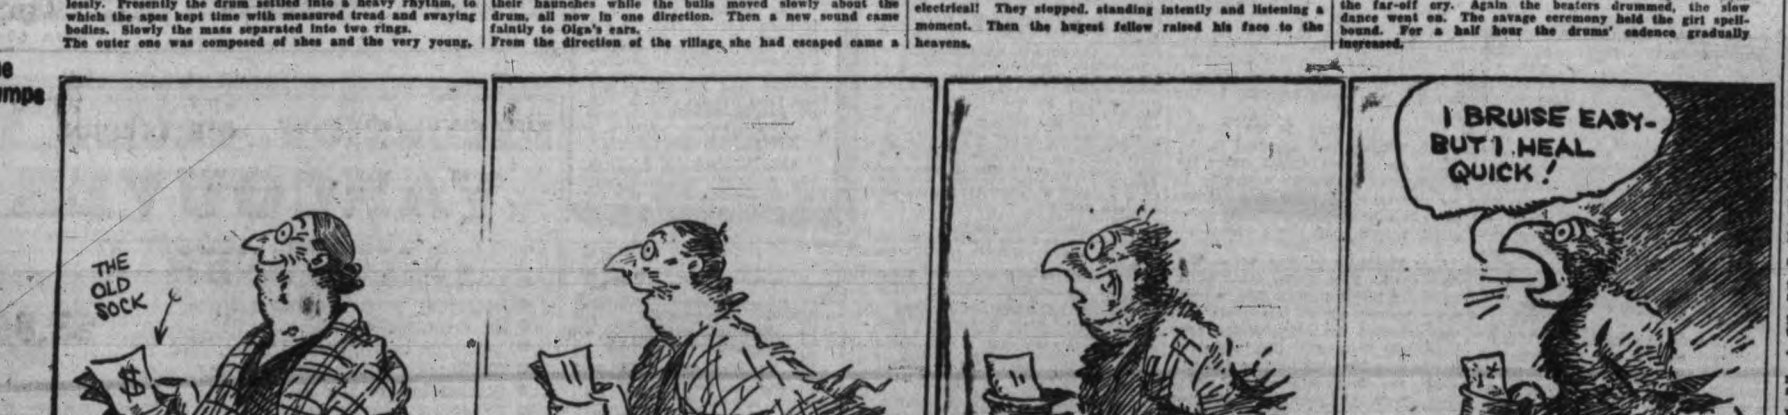 lessly. Presently the drum settled into a heavy rhythm, to
which the apes kept time with measured tread and swaying
bodies. Slowly the mass separated into two rings.
The outer one was composed of shes and the very young,
their haunches while the bulls moved slowly about the
drum, all now in one direction. Then a new sound came
faintly to Olga's ears.
From the direction of the village she had escaped came a
electrical! They stopped, standing intently and listening a
moment. Then the hugest fellow raised his face to the
heavens.
the far-off cry. Again the beaters drummed, the slow
dance went on. The savage ceremony held the girl spell-
bound. For a half hour the drums' cadence gradually
increased.
THE
OLD
SOCK
$
I BRUISE EASY-
BUT I HEAL
QUICK!